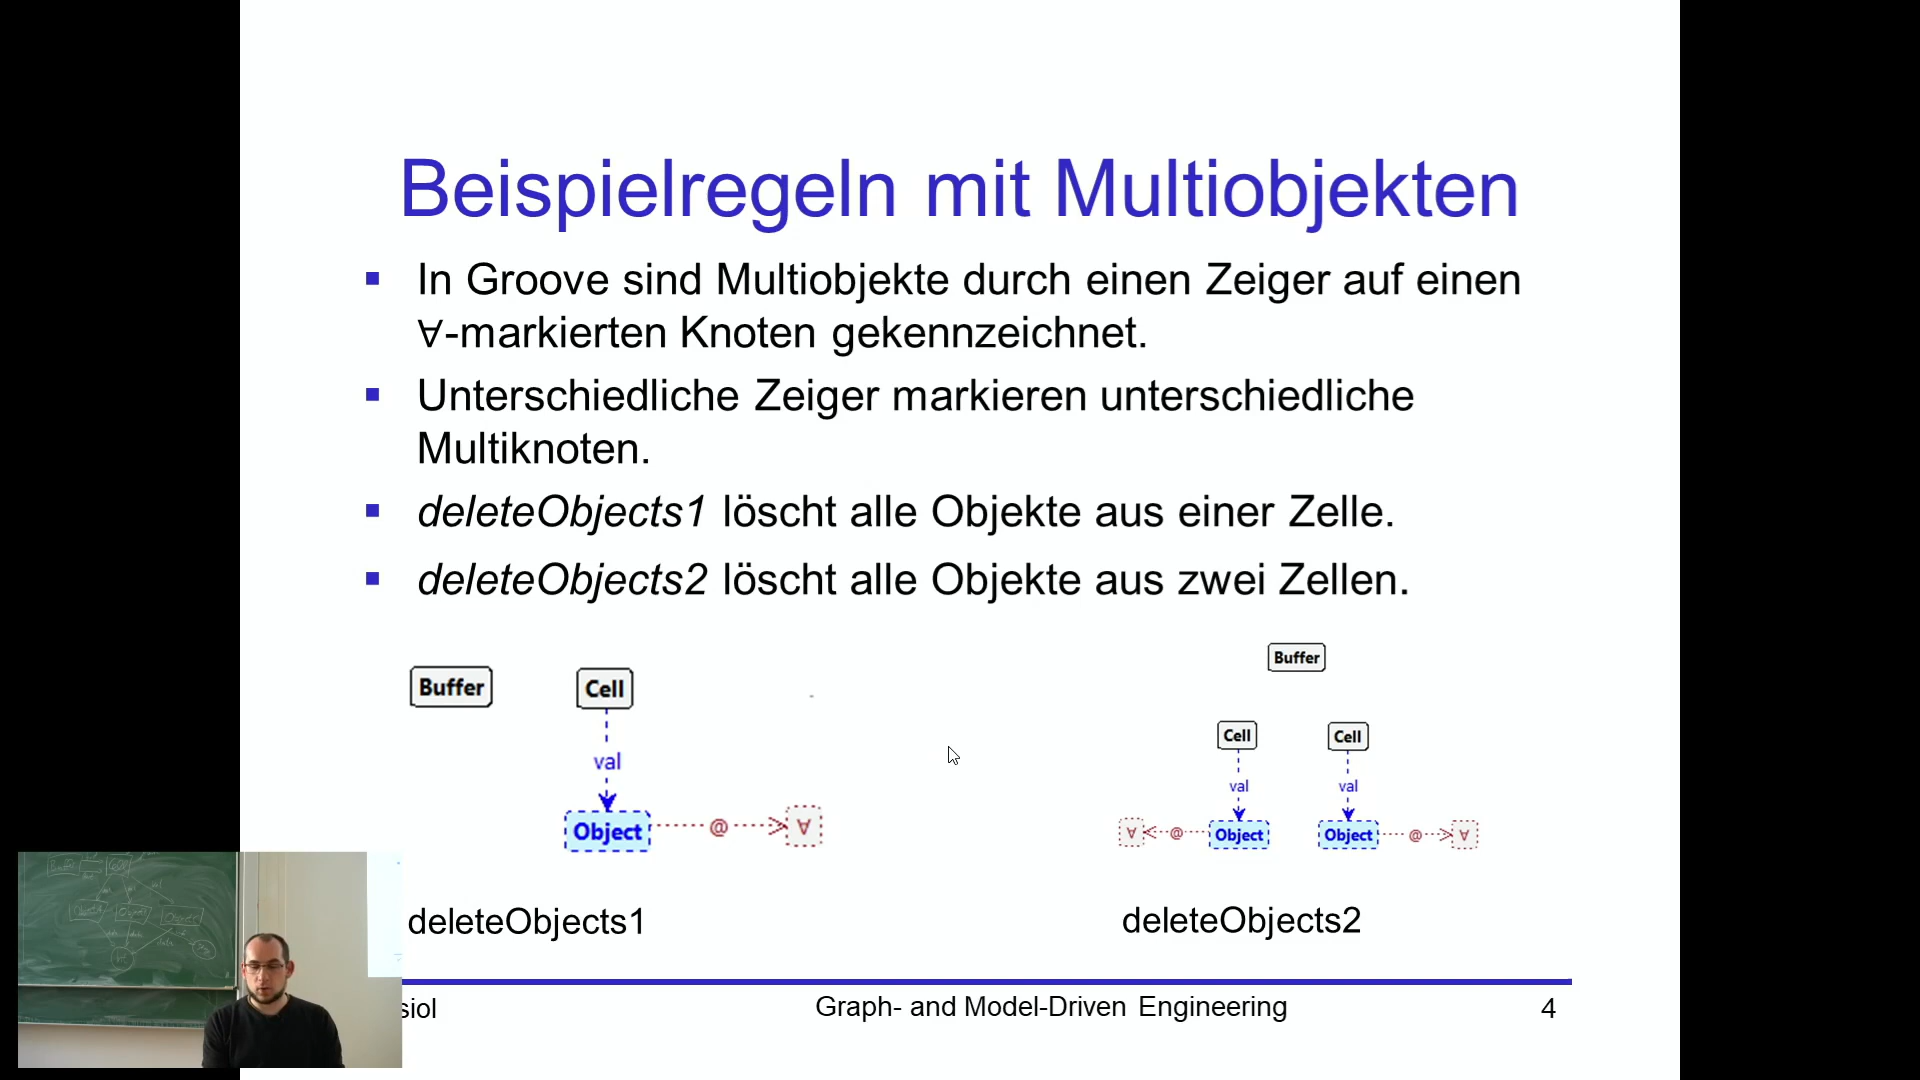 Beispielregeln mit Multiobjekten
In Groove sind Multiobjekte durch einen Zeiger auf einen
∀-markierten Knoten gekennzeichnet.
Unterschiedliche Zeiger markieren unterschiedliche
Multiknoten.
deleteObjects1 löscht alle Objekte aus einer Zelle.
deleteObjects2 löscht alle Objekte aus zwei Zellen.
Buffer Cell
val
Object @ ∀
deleteObjects1
Buffer
Cell Cell
val val
∀ @ Object Object @ ∀
deleteObjects2
siol
Graph- and Model-Driven Engineering
4